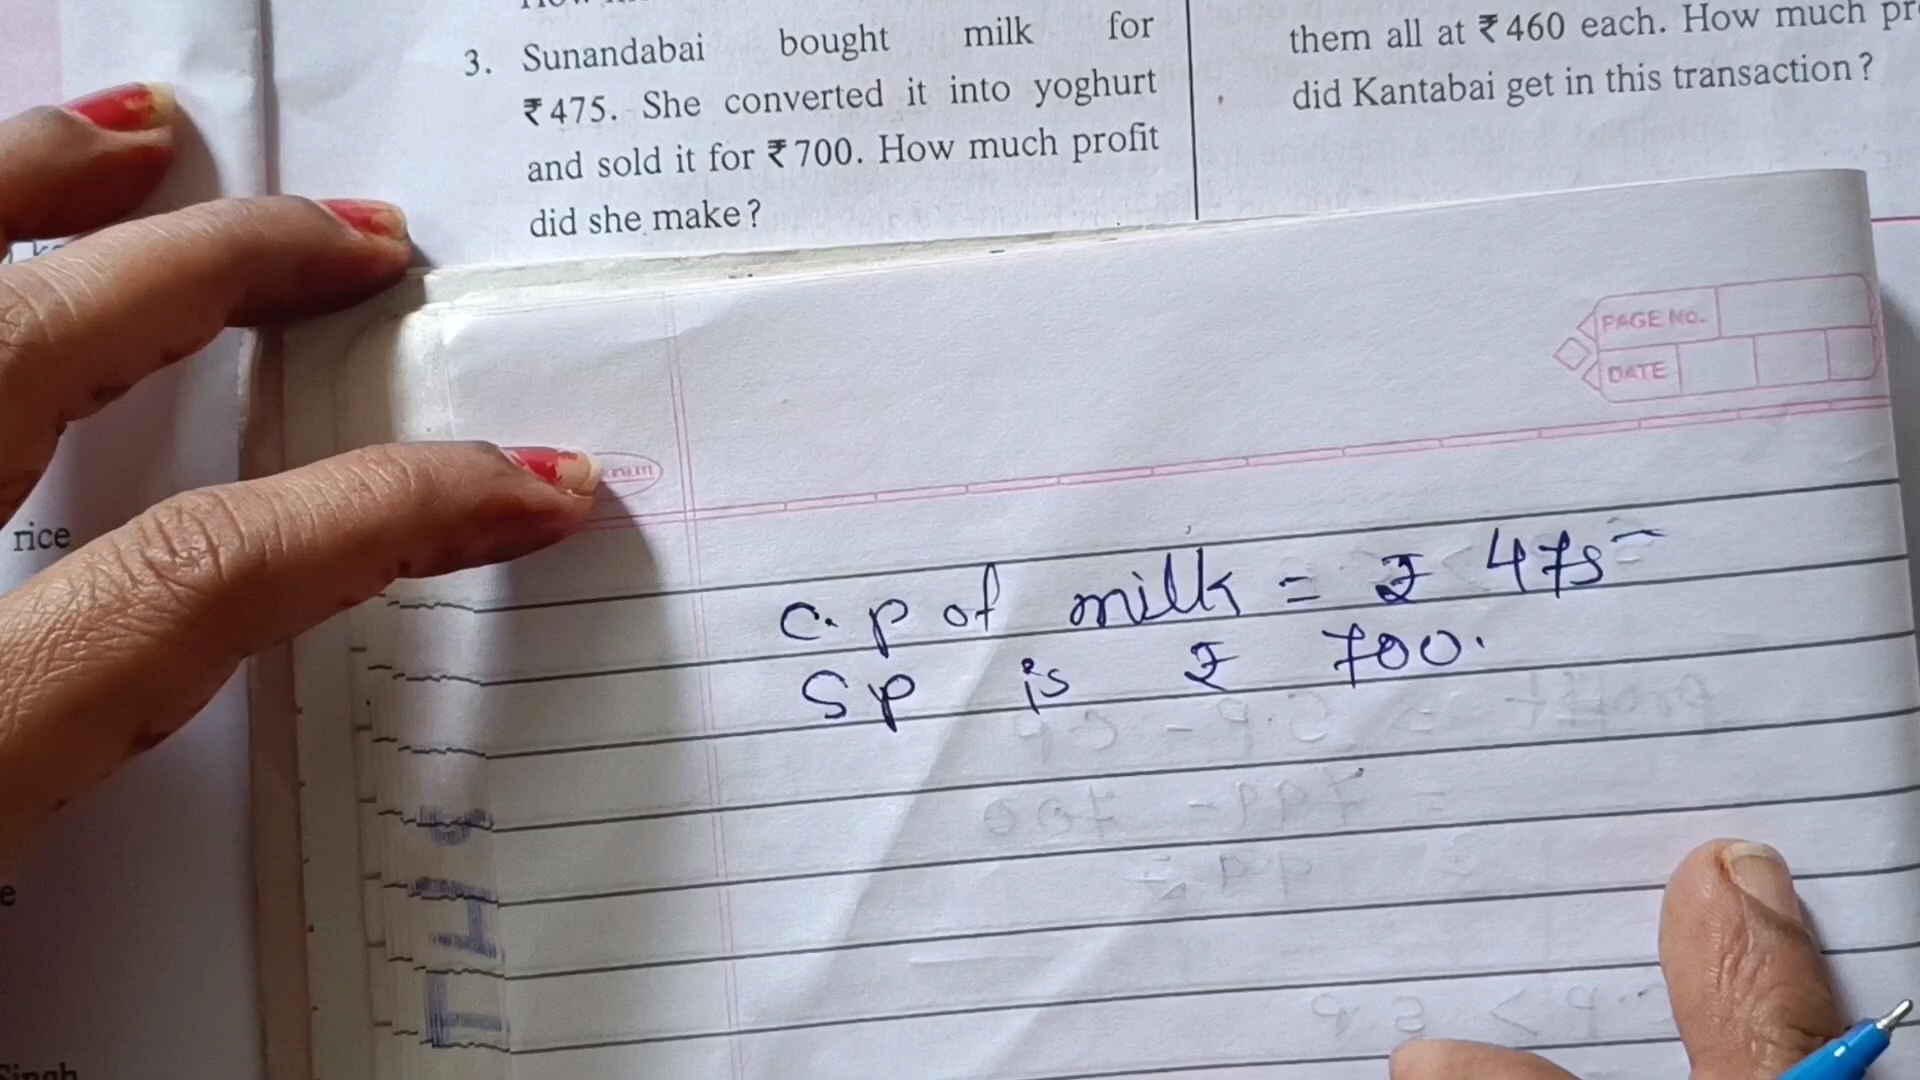 3. Sunandabai bought milk for
₹475. She converted it into yoghurt
and sold it for ₹700. How much profit
did she make?
them all at ₹460 each. How much
did Kantabai get in this transaction?
PAGE NO.
DATE
rice
C.P of milk = ₹ 475
SP is ₹ 700.
Singh